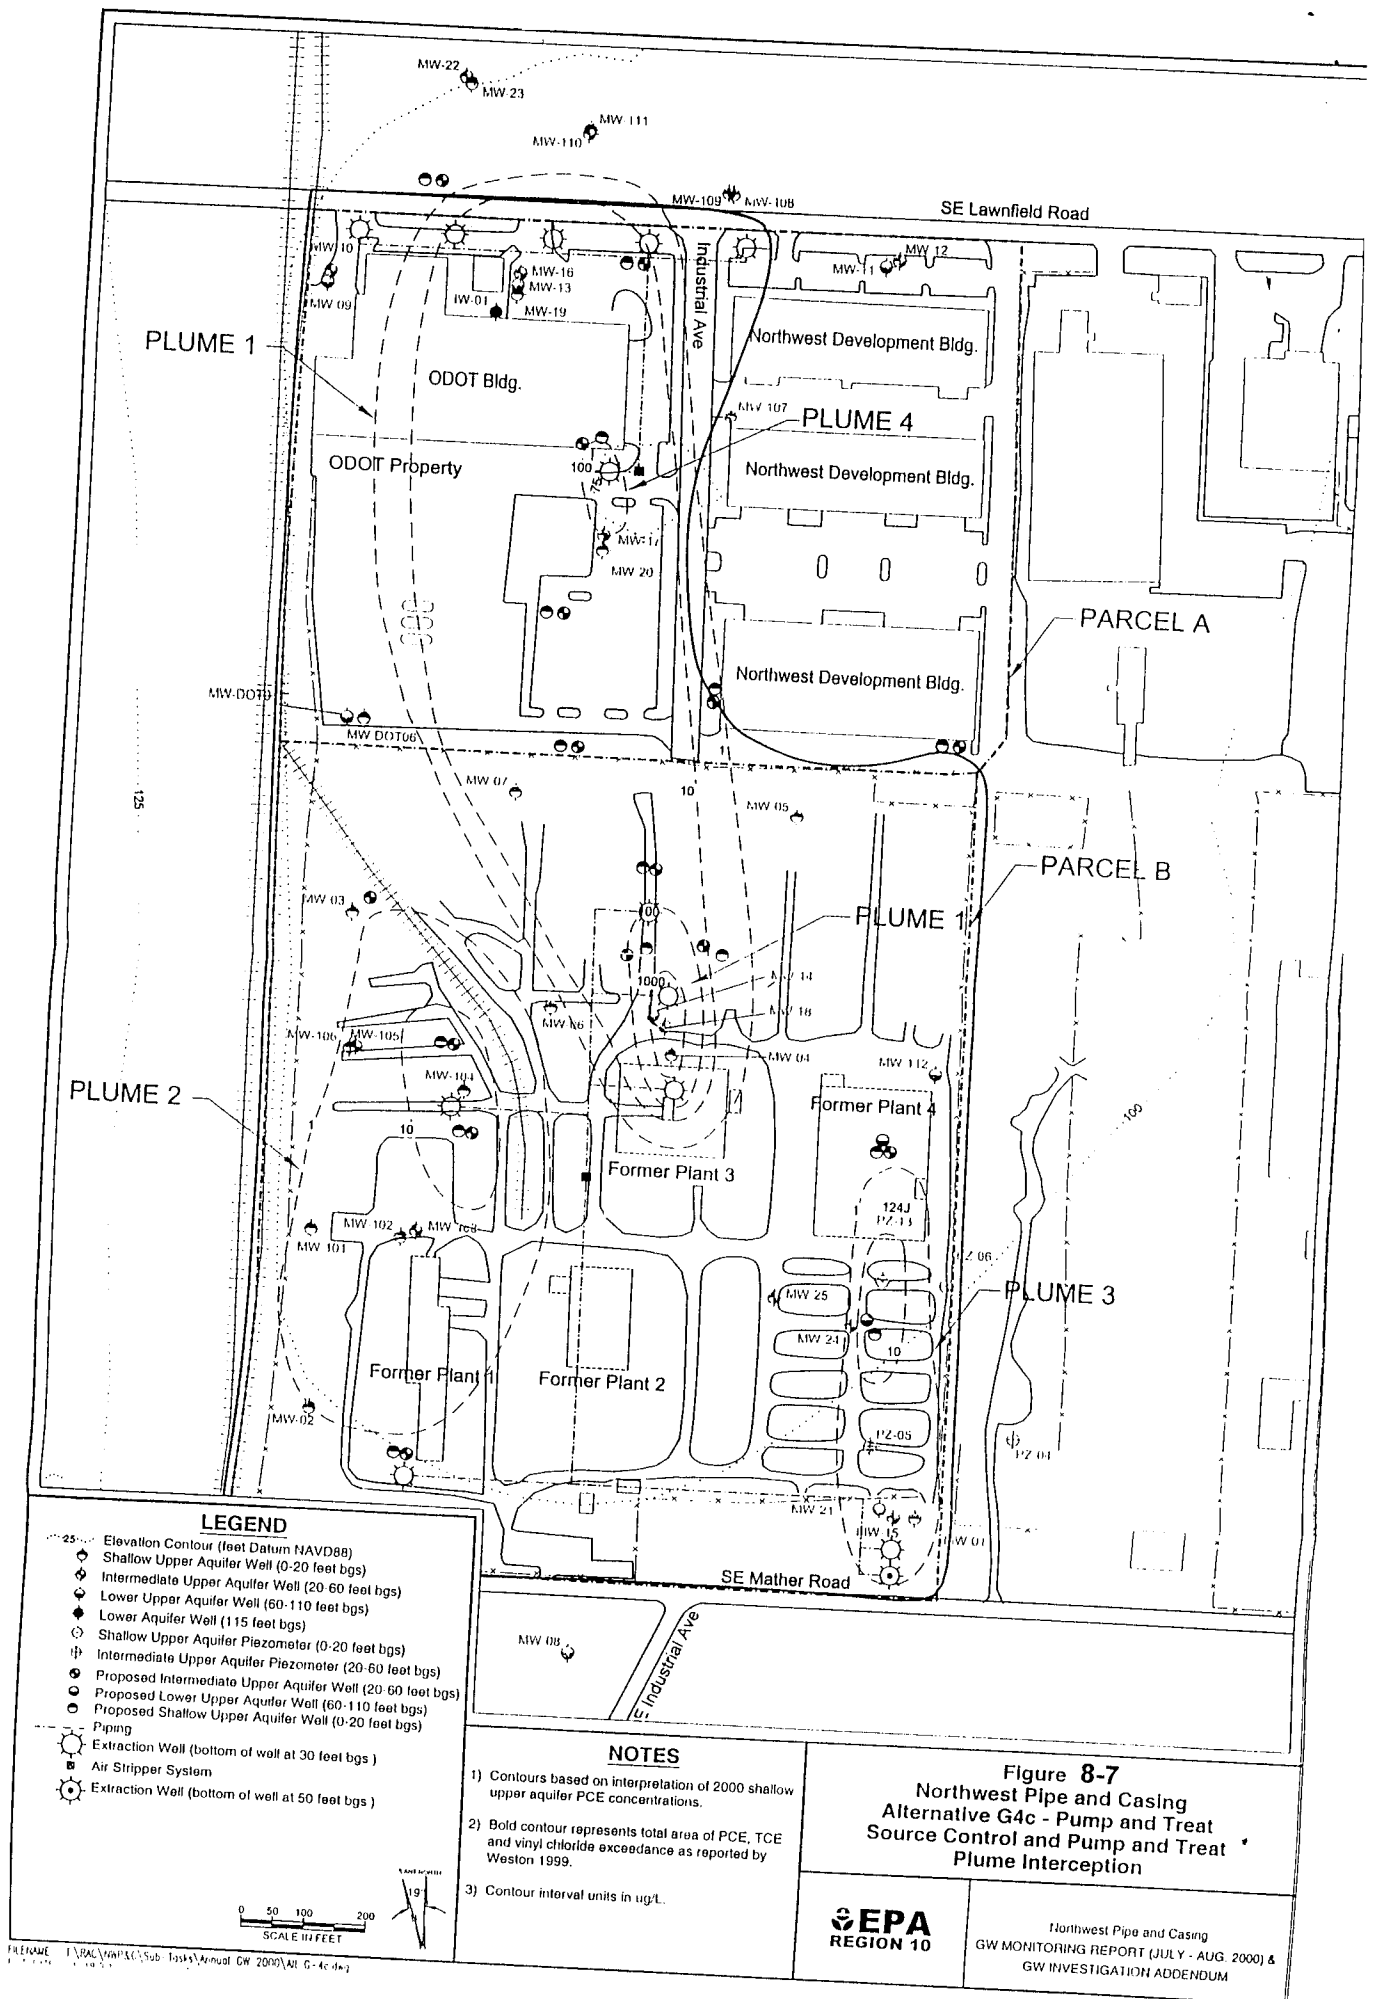 MW-22
MW-23
MW-111
MW-110
MW-109
MW-108
SE Lawnfield Road
MW-10
MW-16
MW-13
MW-19
IW-01
MW-09
MW-12
MW-11
Industrial Ave
PLUME 1
Northwest Development Bldg.
ODOT Bldg.
MW-107
PLUME 4
ODOT Property
100
75
Northwest Development Bldg.
MW-17
MW-20
PARCEL A
Northwest Development Bldg.
MW DOT06
125
MW-07
10
MW-05
PARCEL B
MW-03
PLUME 1
1000
MW-14
MW-18
MW-06
MW-106
MW-105
MW-04
MW-112
MW-104
PLUME 2
10
Former Plant 4
100
Former Plant 3
124J
PZ-13
MW-102
MW-101
PLUME 3
MW-25
MW-24
10
Former Plant 1
Former Plant 2
MW-02
PZ-05
PZ-04
MW-21
SE Mather Road
MW-08
E. Industrial Ave
LEGEND
25
Elevation Contour (feet Datum NAVD88)
Shallow Upper Aquifer Well (0-20 feet bgs)
Intermediate Upper Aquifer Well (20-60 feet bgs)
Lower Upper Aquifer Well (60-110 feet bgs)
Lower Aquifer Well (115 feet bgs)
Shallow Upper Aquifer Piezometer (0-20 feet bgs)
Intermediate Upper Aquifer Piezometer (20-60 feet bgs)
Proposed Intermediate Upper Aquifer Well (20-60 feet bgs)
Proposed Lower Upper Aquifer Well (60-110 feet bgs)
Proposed Shallow Upper Aquifer Well (0-20 feet bgs)
Piping
Extraction Well (bottom of well at 30 feet bgs )
Air Stripper System
Extraction Well (bottom of well at 50 feet bgs )
19°
0 50 100 200
SCALE IN FEET
NOTES
1) Contours based on interpretation of 2000 shallow
upper aquifer PCE concentrations.
2) Bold contour represents total area of PCE, TCE
and vinyl chloride exceedance as reported by
Weston 1999.
3) Contour interval units in ug/L.
Figure 8-7
Northwest Pipe and Casing
Alternative G4c - Pump and Treat
Source Control and Pump and Treat
Plume Interception
EPA
REGION 10
Northwest Pipe and Casing
GW MONITORING REPORT (JULY - AUG. 2000) &
GW INVESTIGATION ADDENDUM
FILENAME